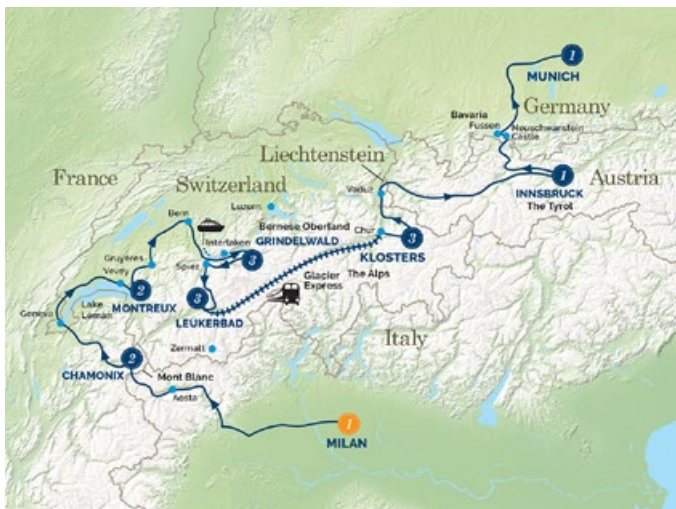 1
MUNICH
Germany
Bavaria
Fussen
Neuschwanstein
Castle
Liechtenstein
France
Switzerland
Vaduz
1
INNSBRUCK
The Tyrol
Austria
Luzern
Bern
Bernese Oberland
Interlaken
GRINDELWALD
3
Chur
3
KLOSTERS
Gruyères
Spiez
Vevey
2
MONTREUX
3
LEUKERBAD
Glacier
Express
The Alps
Lake
Leman
Geneva
Italy
Zermatt
2
CHAMONIX
Mont Blanc
Aosta
1
MILAN